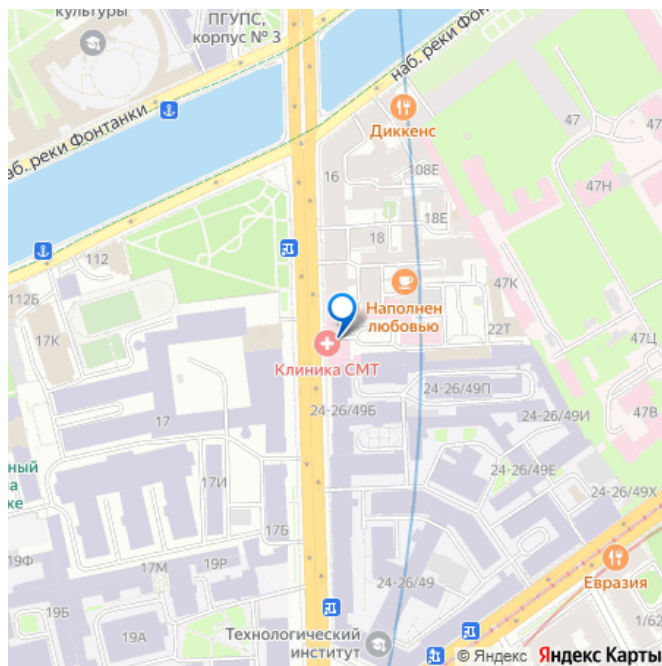 культуры
ПГУПС,
корпус № 3
наб. реки Фонтанки
аб. реки Фонтанки
Диккенс
47
47Н
108Е
16
18Е
18
112
47К
112Б
Наполнен
любовью
17К
22Т
47Ц
Клиника СМТ
24-26/49П
24-26/49Б
24-26/49И
47В
17
24-26/49Е
ный
а
ке
17И
24-26/49Х
17Б
19Ф
19Р
17М
24-26/49
Евразия
19Б
1/62
19А
Технологический
институт
© Яндекс Яндекс Карты